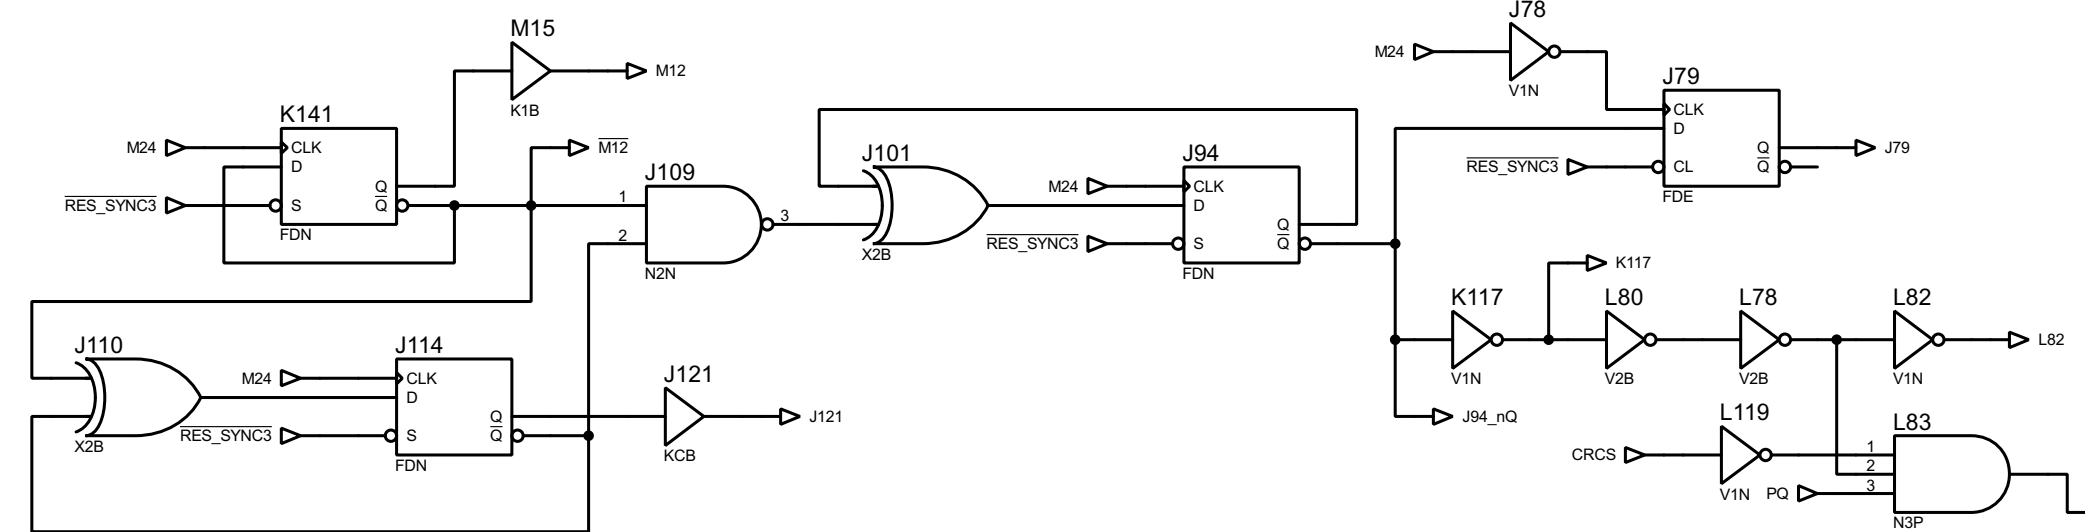 M15
M12
K1B
K141
M24
CLK
D
Q
RES_SYNC3
S
Q
FDN
M12
J109
1
2
3
N2N
J101
X2B
J94
M24
CLK
D
Q
RES_SYNC3
S
Q
FDN
J78
M24
V1N
J79
CLK
D
Q
J79
RES_SYNC3
CL
Q
FDE
K117
K117
V1N
L80
V2B
L78
V2B
L82
L82
V1N
J94_nQ
L119
CRCS
V1N
L83
1
2
PQ
3
N3P
J110
X2B
J114
M24
CLK
D
Q
RES_SYNC3
S
Q
FDN
J121
J121
KCB